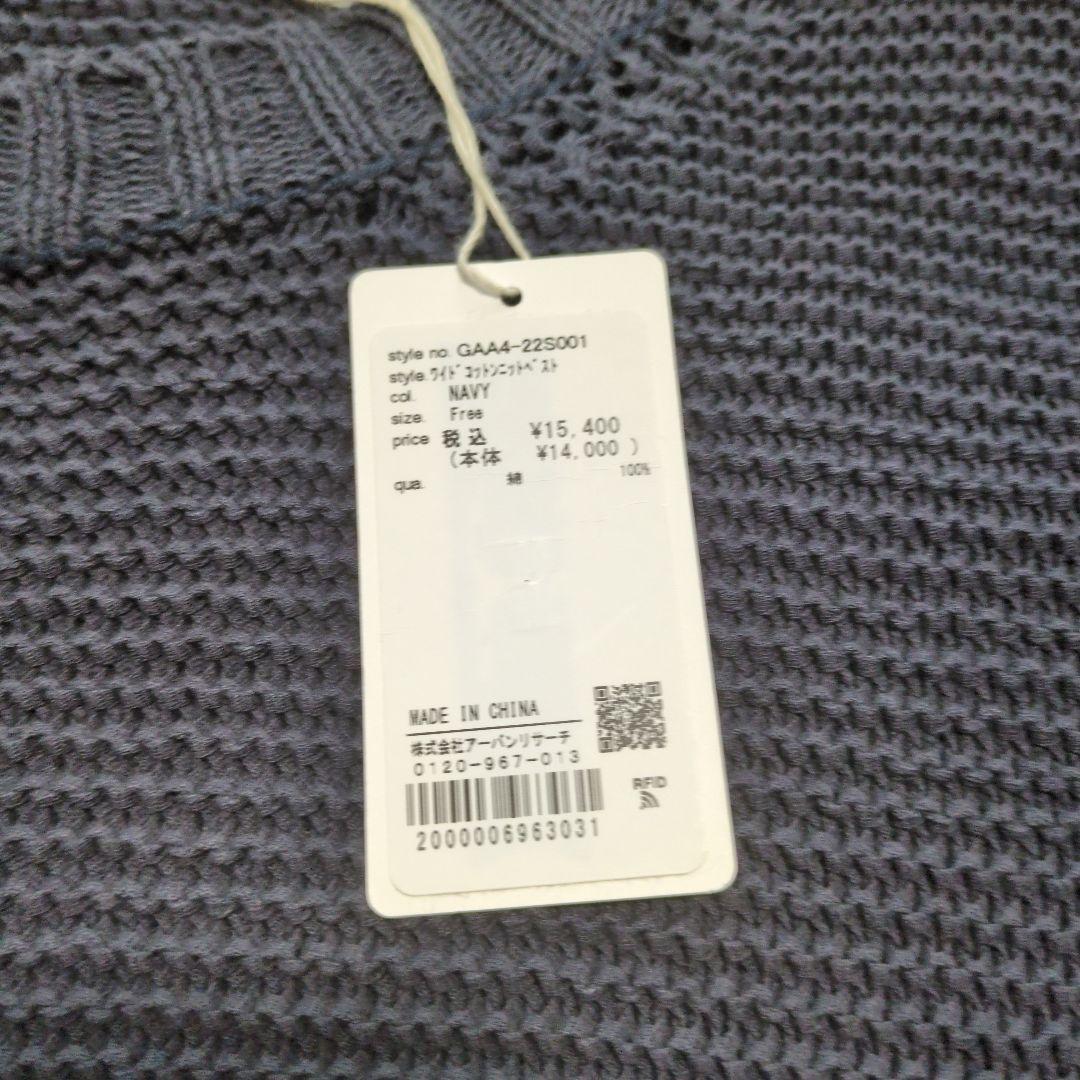 style no. GAA4-22S001
style.ﾜｲﾄﾞｺｯﾄﾝﾆｯﾄﾍﾞｽﾄ
col. NAVY
size. Free
price 税込 ¥15,400
(本体 ¥14,000 )
qua. 綿 100%
MADE IN CHINA
株式会社アーバンリサーチ
0120-967-013
RFID
2000006963031